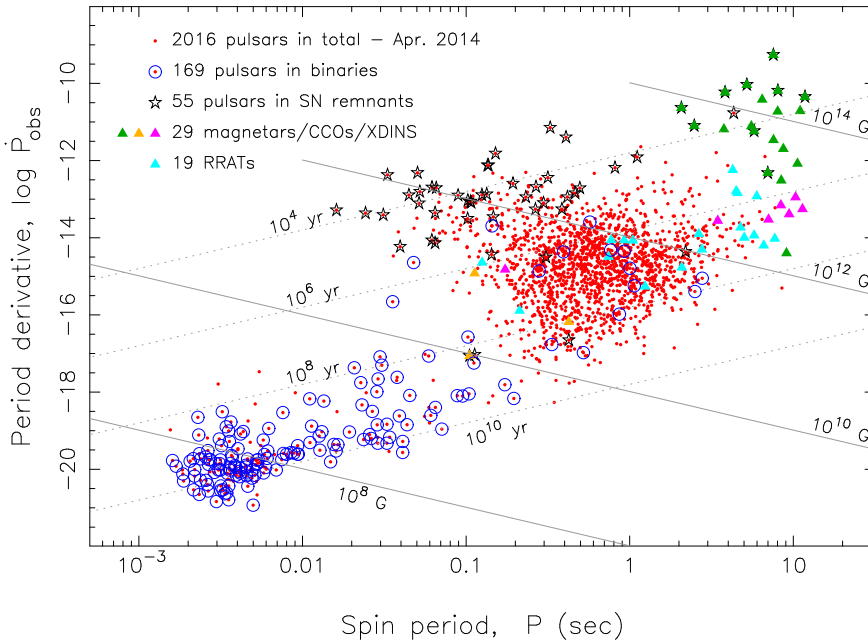 2016 pulsars in total – Apr. 2014
169 pulsars in binaries
55 pulsars in SN remnants
29 magnetars/CCOs/XDINS
19 RRATs
Period derivative, log Ṗobs
−10
−12
−14
−16
−18
−20
10⁴ yr
10⁶ yr
10⁸ yr
10¹⁰ yr
10¹⁴ G
10¹² G
10¹⁰ G
10⁸ G
10⁻³
0.01
0.1
1
10
Spin period, P (sec)